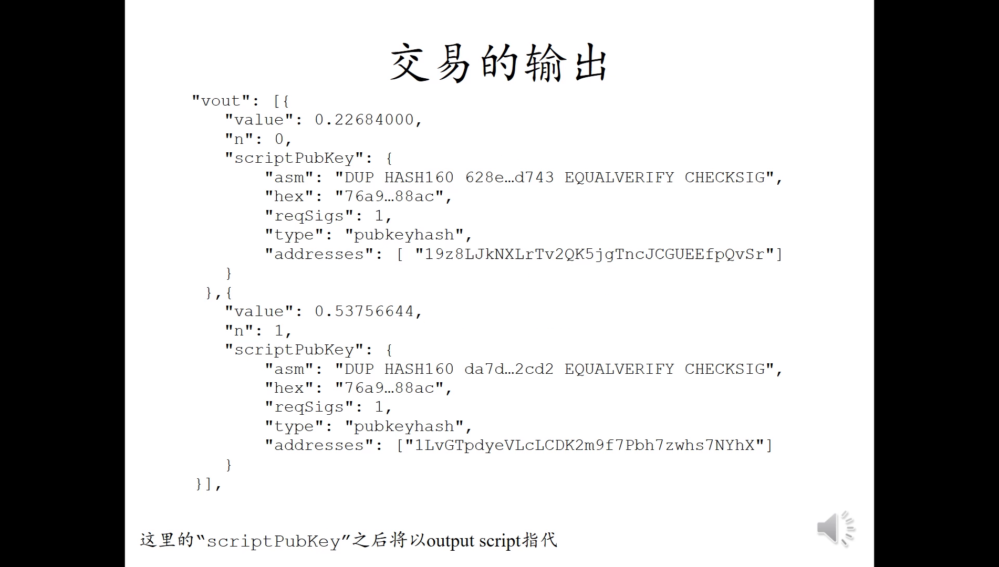 交易的输出
"vout": [{
"value": 0.22684000,
"n": 0,
"scriptPubKey": {
"asm": "DUP HASH160 628e…d743 EQUALVERIFY CHECKSIG",
"hex": "76a9…88ac",
"reqSigs": 1,
"type": "pubkeyhash",
"addresses": [ "19z8LJkNXLrTv2QK5jgTncJCGUEEfpQvSr"]
}
},{
"value": 0.53756644,
"n": 1,
"scriptPubKey": {
"asm": "DUP HASH160 da7d…2cd2 EQUALVERIFY CHECKSIG",
"hex": "76a9…88ac",
"reqSigs": 1,
"type": "pubkeyhash",
"addresses": ["1LvGTpdyeVLcLCDK2m9f7Pbh7zwhs7NYhX"]
}
}],
这里的“scriptPubKey”之后将以output script指代